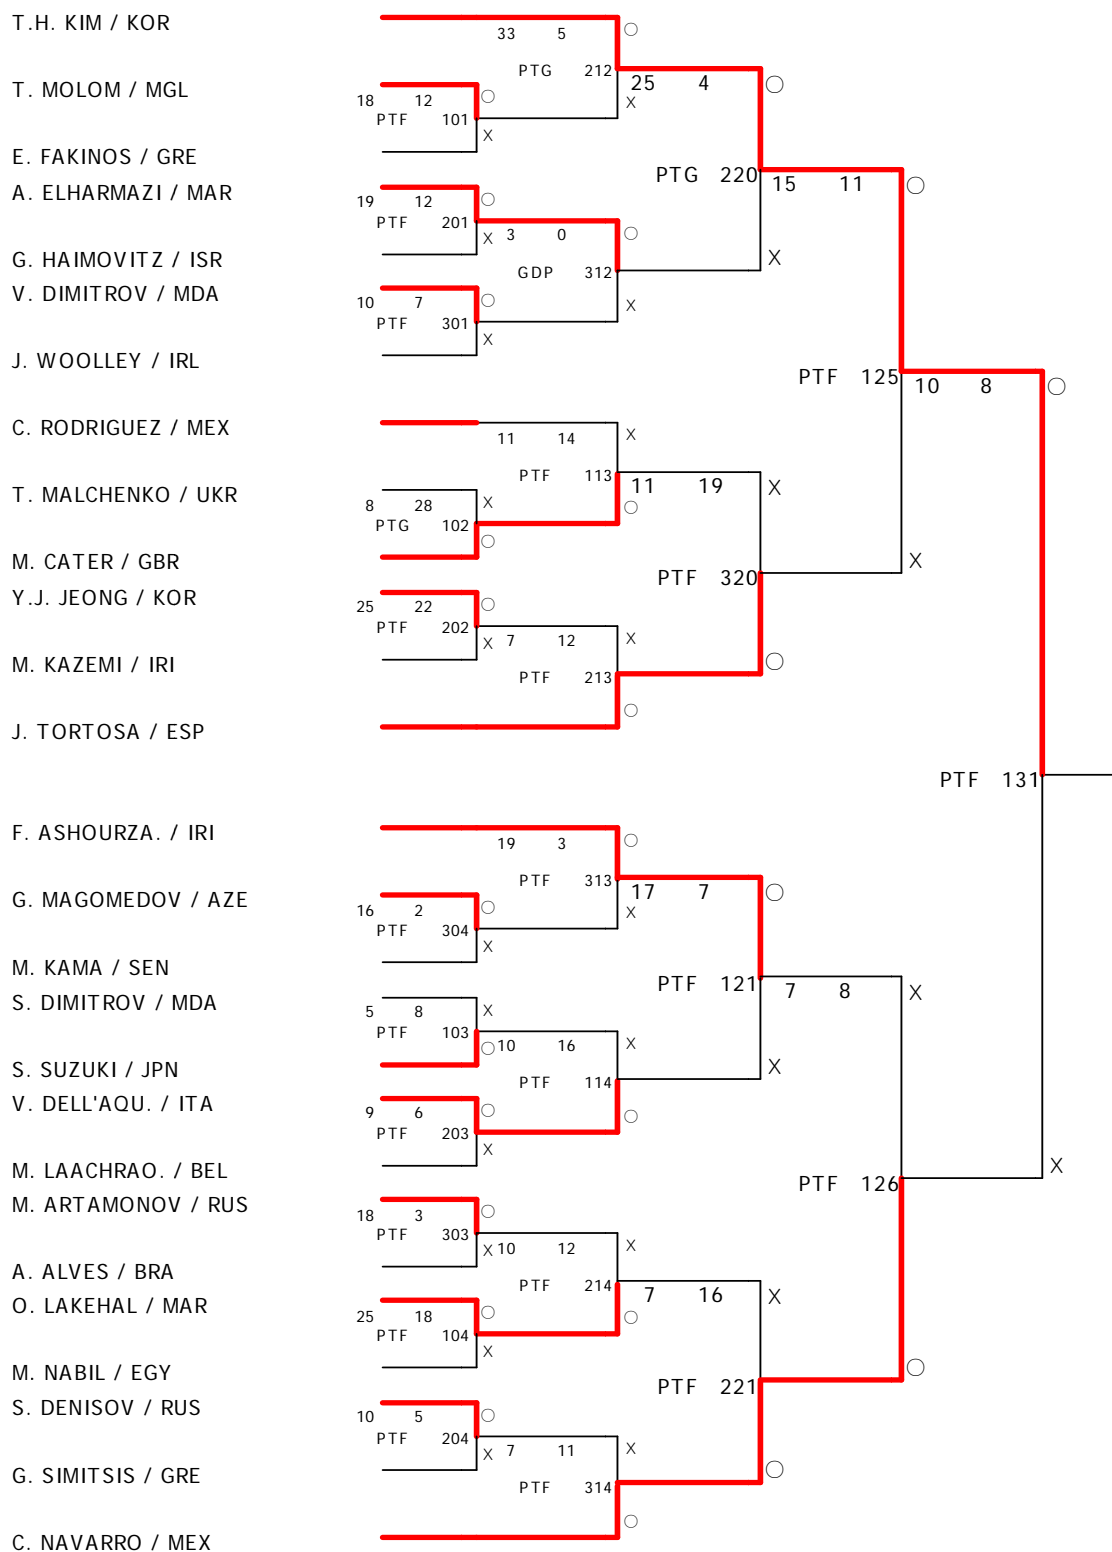 T.H. KIM / KOR
33 5
PTG 212
25 4
T. MOLOM / MGL
18 12
PTF 101
X
X
E. FAKINOS / GRE
PTG 220
15 11
A. ELHARMAZI / MAR
19 12
PTF 201
X 3 0
G. HAIMOVITZ / ISR
GDP 312
X
V. DIMITROV / MDA
10 7
PTF 301
X
X
J. WOOLLEY / IRL
PTF 125
10 8
C. RODRIGUEZ / MEX
11 14
X
PTF 113
11 19
X
T. MALCHENKO / UKR
8 28
X
PTG 102
M. CATER / GBR
X
PTF 320
Y.J. JEONG / KOR
25 22
PTF 202
X 7 12
X
M. KAZEMI / IRI
PTF 213
J. TORTOSA / ESP
PTF 131
F. ASHOURZA. / IRI
19 3
PTF 313
17 7
G. MAGOMEDOV / AZE
16 2
PTF 304
X
X
M. KAMA / SEN
PTF 121
7 8
X
S. DIMITROV / MDA
5 8
X
PTF 103
10 16
X
S. SUZUKI / JPN
PTF 114
X
V. DELL'AQU. / ITA
9 6
PTF 203
X
M. LAACHRAO. / BEL
X
PTF 126
M. ARTAMONOV / RUS
18 3
PTF 303
X 10 12
X
A. ALVES / BRA
PTF 214
7 16
X
O. LAKEHAL / MAR
25 18
PTF 104
X
M. NABIL / EGY
PTF 221
S. DENISOV / RUS
10 5
PTF 204
X 7 11
X
G. SIMITSIS / GRE
PTF 314
C. NAVARRO / MEX